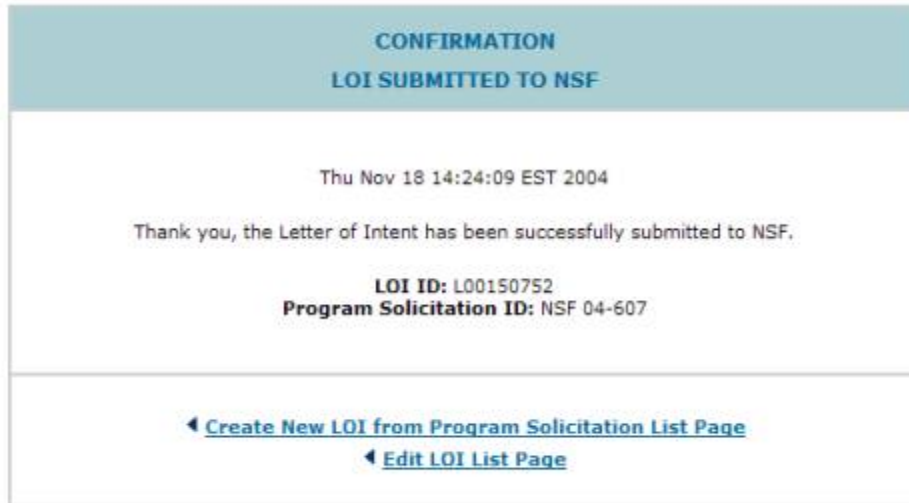 CONFIRMATION
LOI SUBMITTED TO NSF
Thu Nov 18 14:24:09 EST 2004
Thank you, the Letter of Intent has been successfully submitted to NSF.
LOI ID: L00150752
Program Solicitation ID: NSF 04-607
Create New LOI from Program Solicitation List Page
Edit LOI List Page